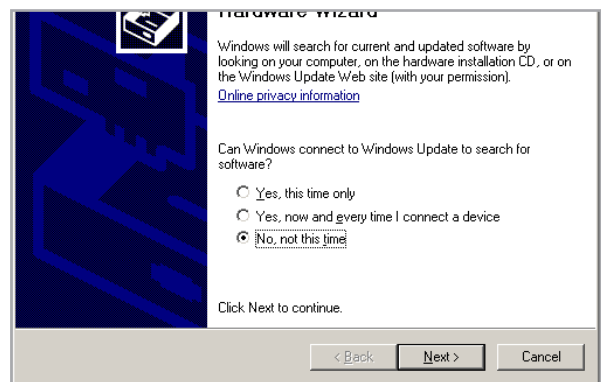 Hardware Wizard
Windows will search for current and updated software by
looking on your computer, on the hardware installation CD, or on
the Windows Update Web site (with your permission).
Online privacy information
Can Windows connect to Windows Update to search for
software?
Yes, this time only
Yes, now and every time I connect a device
No, not this time
Click Next to continue.
< Back
Next >
Cancel